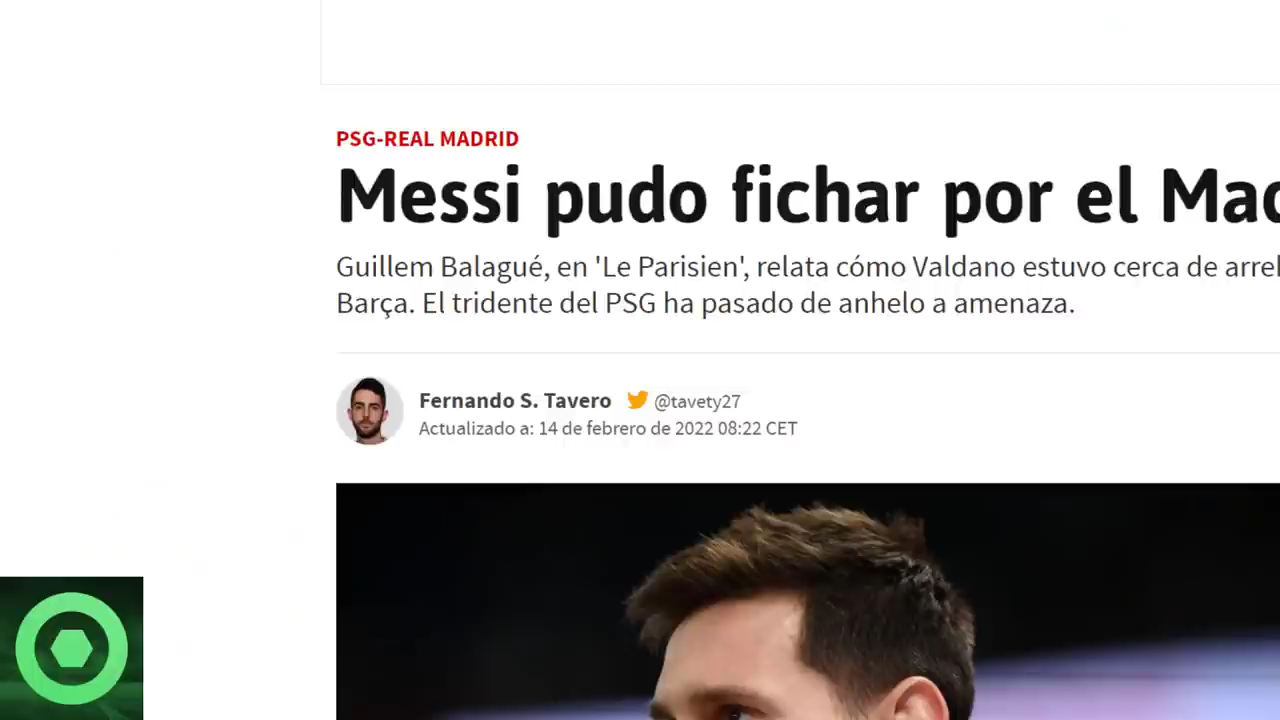 PSG-REAL MADRID
Messi pudo fichar por el Mad
Guillem Balagué, en 'Le Parisien', relata cómo Valdano estuvo cerca de arrel
Barça. El tridente del PSG ha pasado de anhelo a amenaza.
Fernando S. Tavero @tavety27
Actualizado a: 14 de febrero de 2022 08:22 CET